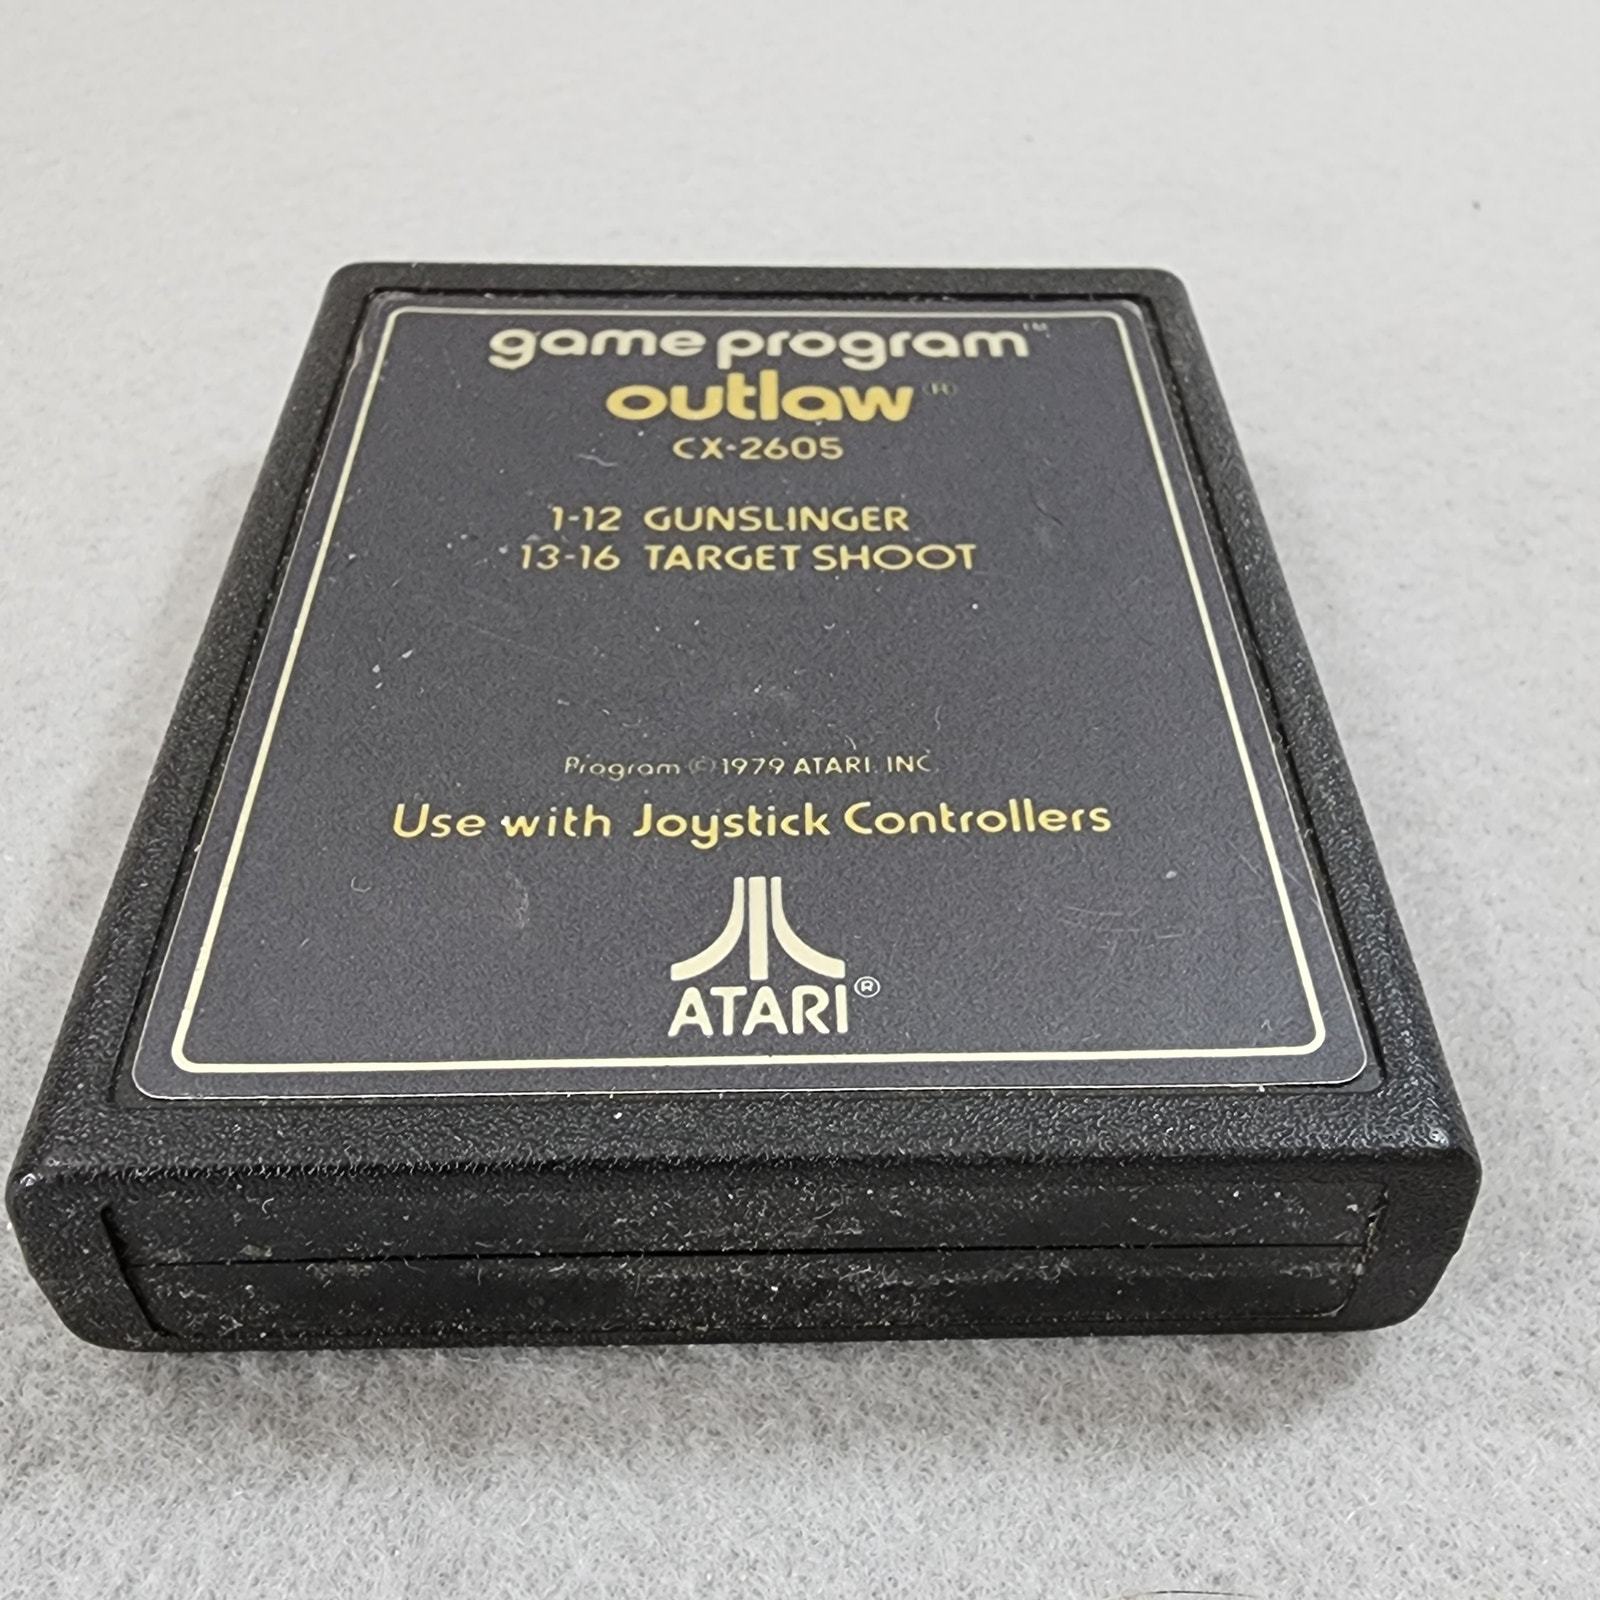 game program™
outlaw®
CX-2605
1-12 GUNSLINGER
13-16 TARGET SHOOT
Program © 1979 ATARI, INC.
Use with Joystick Controllers
ATARI®